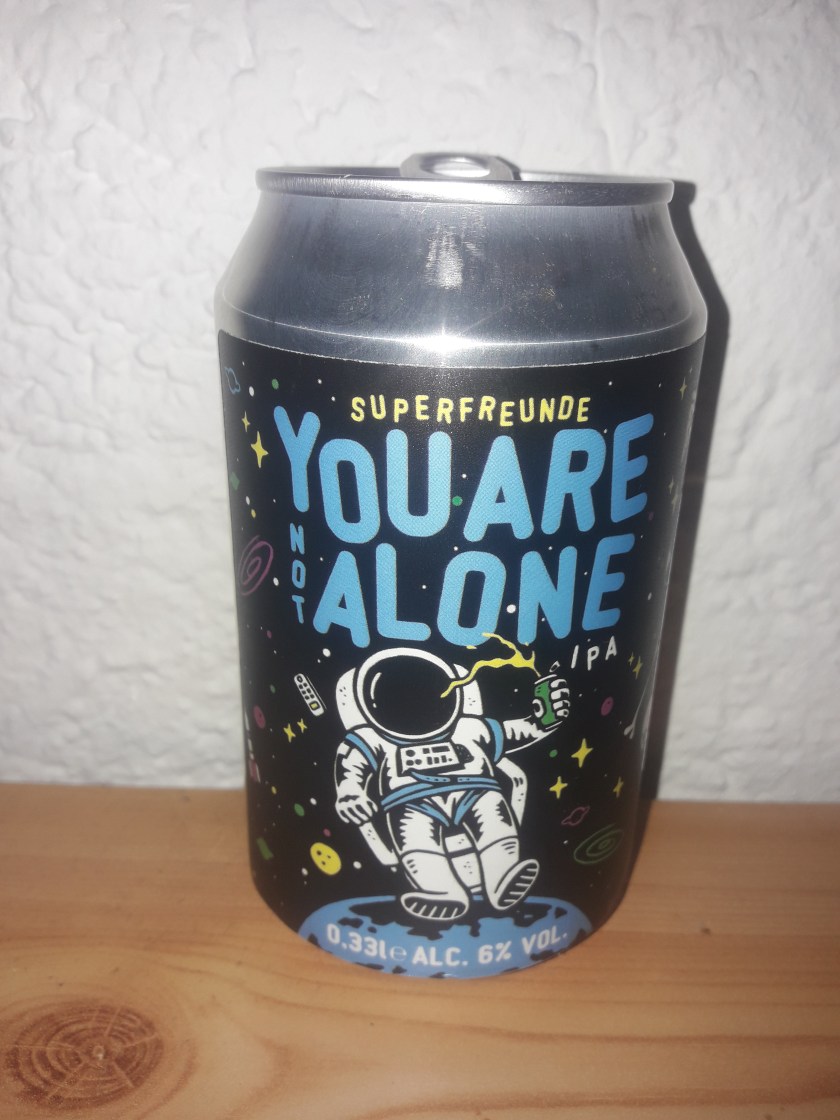 SUPERFREUNDE
YOU ARE
NOT
ALONE
IPA
0,33l e ALC. 6% VOL.